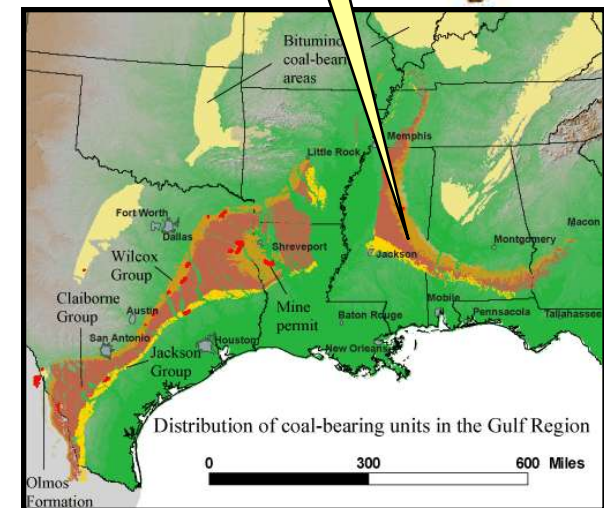 Bitumino
coal-bearing
areas
Memphis
Little Rock
Fort Worth
Dallas
Wilcox
Group
Shreveport
Jackson
Montgomery
Macon
Claiborne
Group
Mine
permit
Austin
San Antonio
Houston
Baton Rouge
Mobile
Pennsacola
Tallahassee
New Orleans
Jackson
Group
Distribution of coal-bearing units in the Gulf Region
0 300 600 Miles
Olmos
Formation